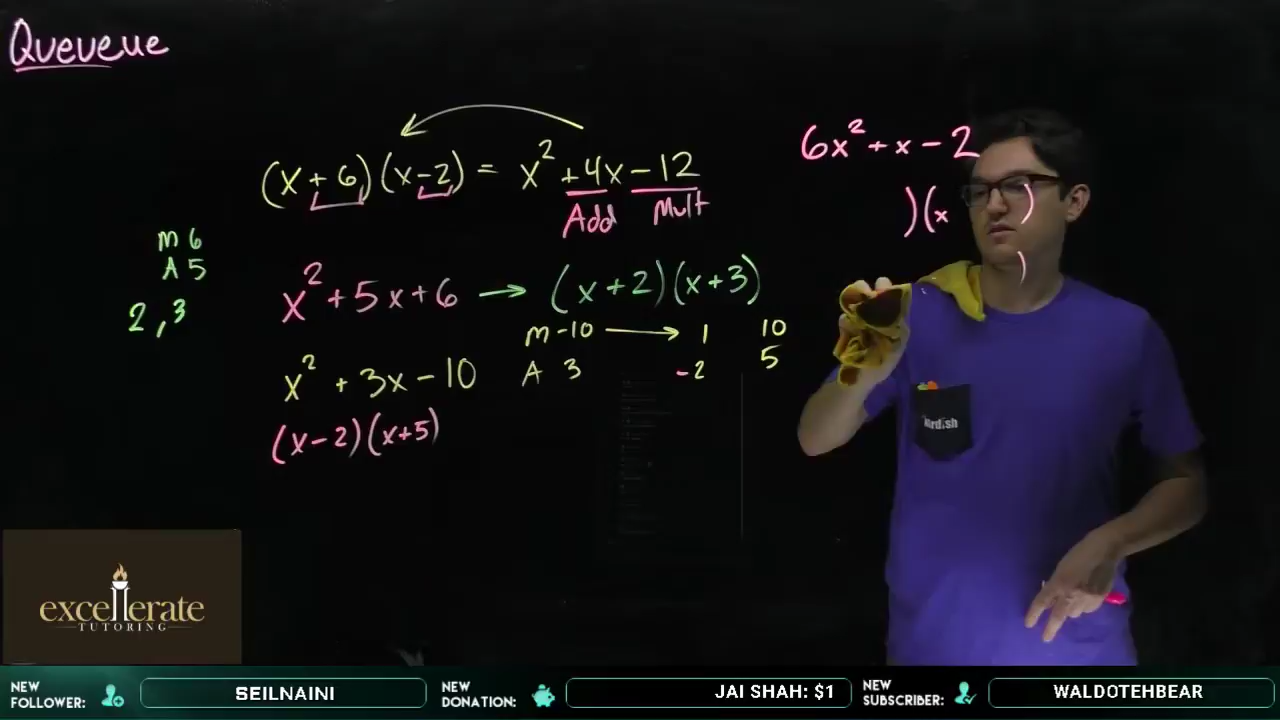 Queueue
(x+6)(x-2) = x² +4x-12
Add Mult
M 6
A 5
2, 3
x² +5x+6 → (x+2)(x+3)
x² +3x-10
M -10 → 1 10
A 3 -2 5
(x-2)(x+5)
6x² +x-2
)(x )
)
Nerdish
excellerate
TUTORING
NEW FOLLOWER: SEILNAINI
NEW DONATION: JAI SHAH: $1
NEW SUBSCRIBER: WALDOTEHBEAR